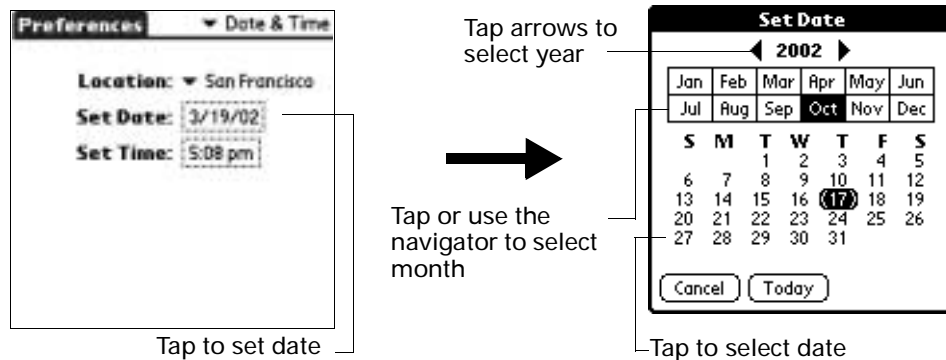 Preferences
Date & Time
Location: San Francisco
Set Date: 3/19/02
Set Time: 5:08 pm
Tap to set date
Tap arrows to
select year
Tap or use the
navigator to select
month
Set Date
2002
Jan Feb Mar Apr May Jun
Jul Aug Sep Oct Nov Dec
S M T W T F S
1 2 3 4 5
6 7 8 9 10 11 12
13 14 15 16 17 18 19
20 21 22 23 24 25 26
27 28 29 30 31
Cancel Today
Tap to select date